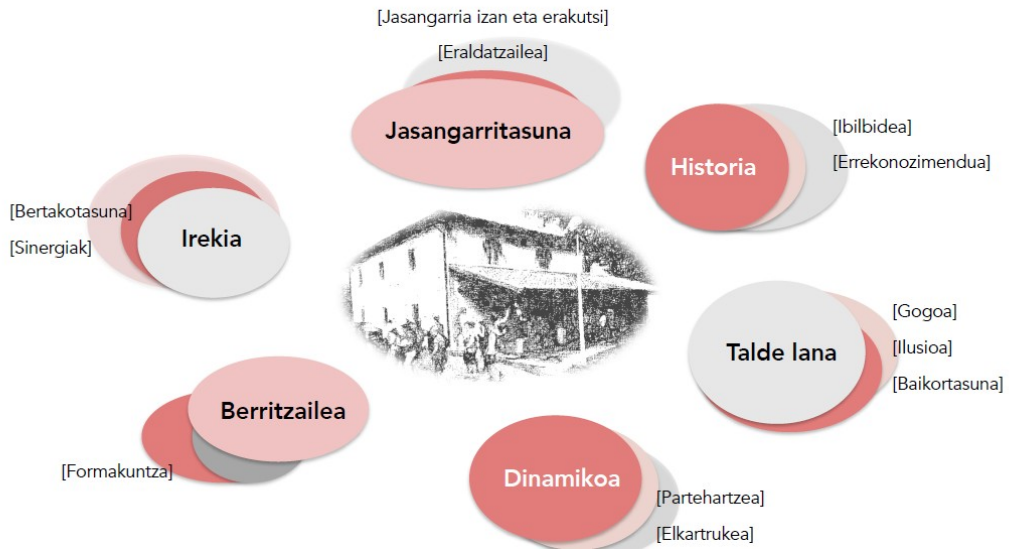 [Jasangarria izan eta erakutsi]
[Eraldatzailea]
Jasangarritasuna
Historia
[Ibilbidea]
[Errekonozimendua]
[Bertakotasuna]
[Sinergiak]
Irekia
Talde lana
[Gogoa]
[Ilusioa]
[Baikortasuna]
Berritzailea
[Formakuntza]
Dinamikoa
[Partehartzea]
[Elkartrukea]